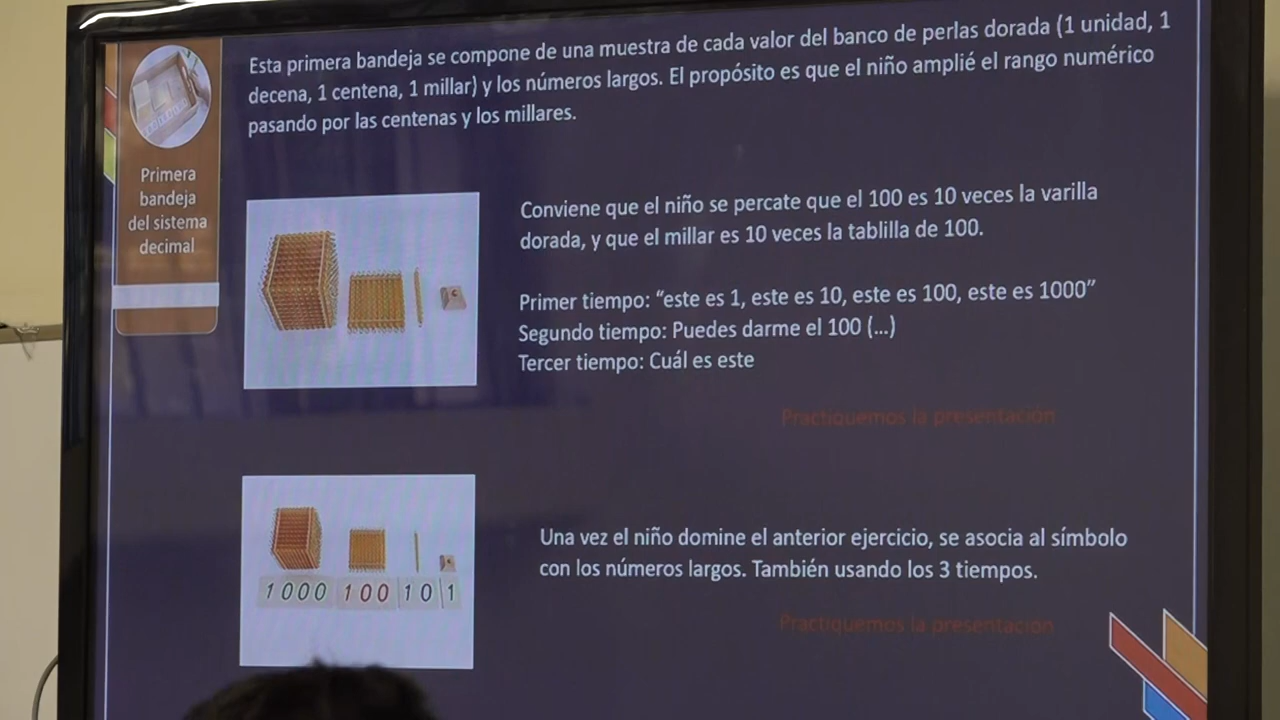 Esta primera bandeja se compone de una muestra de cada valor del banco de perlas dorada (1 unidad, 1
decena, 1 centena, 1 millar) y los números largos. El propósito es que el niño amplié el rango numérico
pasando por las centenas y los millares.
Primera
bandeja
del sistema
decimal
Conviene que el niño se percate que el 100 es 10 veces la varilla
dorada, y que el millar es 10 veces la tablilla de 100.
Primer tiempo: “este es 1, este es 10, este es 100, este es 1000”
Segundo tiempo: Puedes darme el 100 (...)
Tercer tiempo: Cuál es este
Practiquemos la presentación
Una vez el niño domine el anterior ejercicio, se asocia al símbolo
con los números largos. También usando los 3 tiempos.
1000 100 10 1
Practiquemos la presentación